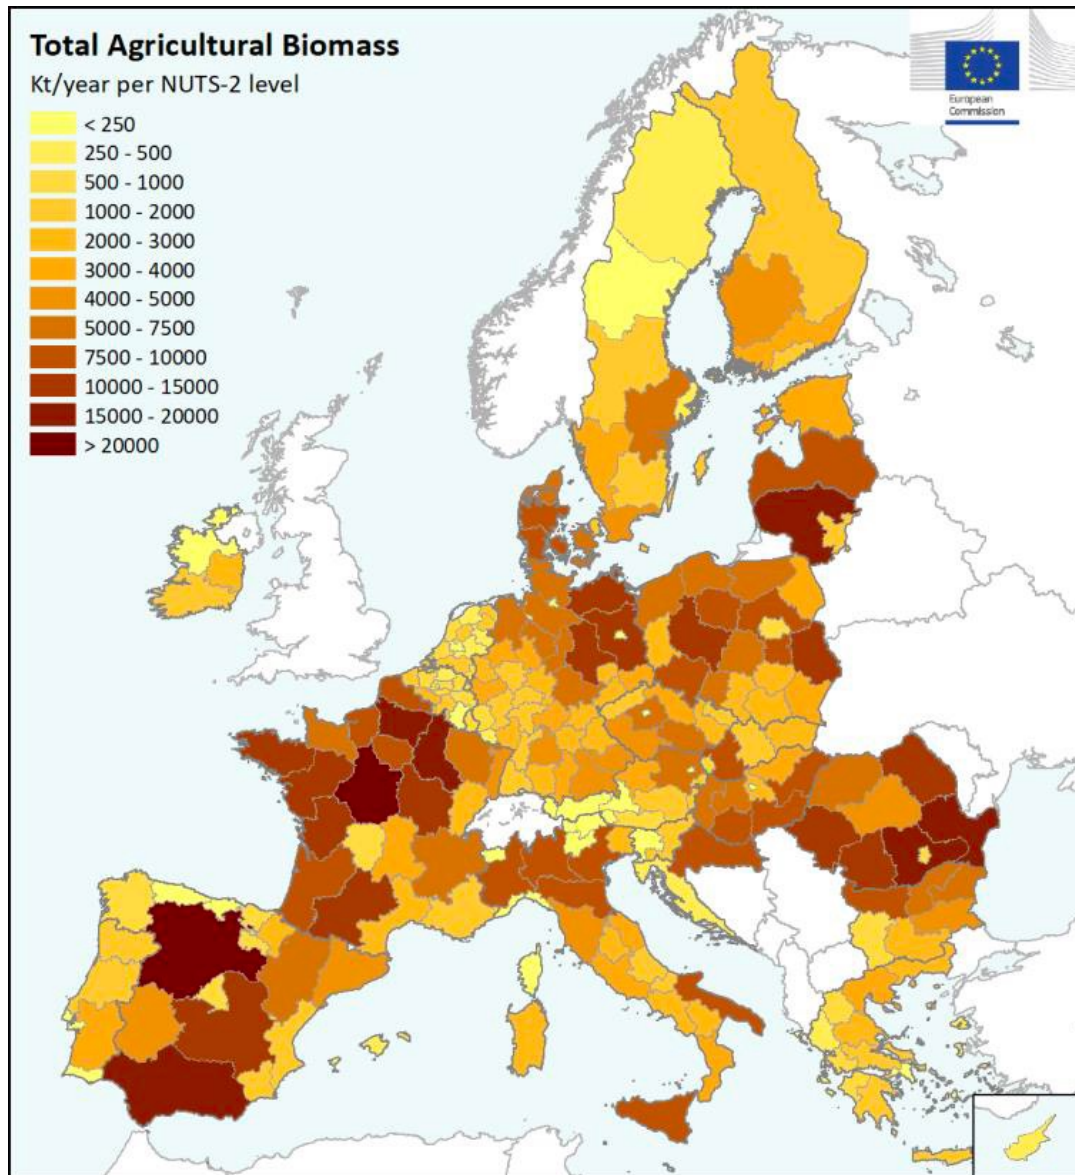 Total Agricultural Biomass
Kt/year per NUTS-2 level
< 250
250 - 500
500 - 1000
1000 - 2000
2000 - 3000
3000 - 4000
4000 - 5000
5000 - 7500
7500 - 10000
10000 - 15000
15000 - 20000
> 20000
European
Commission